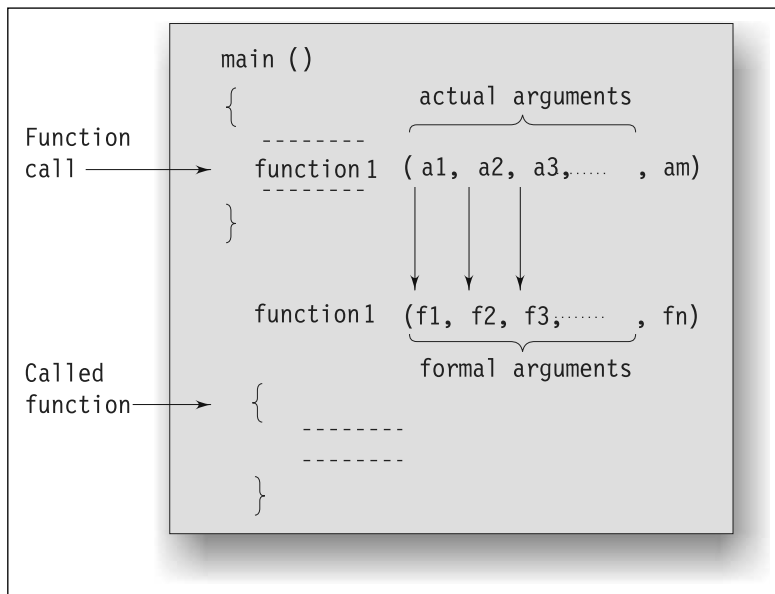 main ()
{
actual arguments
Function
call
- - - - - - - -
function1 ( a1, a2, a3,...... , am)
- - - - - - - -
}
function1 (f1, f2, f3,........ , fn)
formal arguments
Called
function
{
- - - - - - - -
- - - - - - - -
}